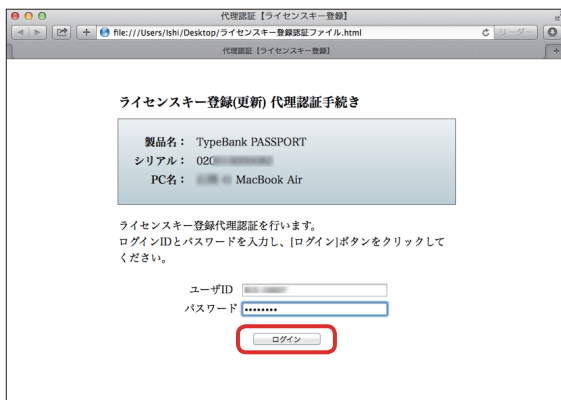 代理認証【ライセンスキー登録】
file:///Users/Ishi/Desktop/ライセンスキー登録認証ファイル.html
リーダー
代理認証【ライセンスキー登録】
ライセンスキー登録(更新) 代理認証手続き
製品名： TypeBank PASSPORT
シリアル： 020
PC名： MacBook Air
ライセンスキー登録代理認証を行います。
ログインIDとパスワードを入力し、[ログイン]ボタンをクリックして
ください。
ユーザID
パスワード ••••••••
ログイン